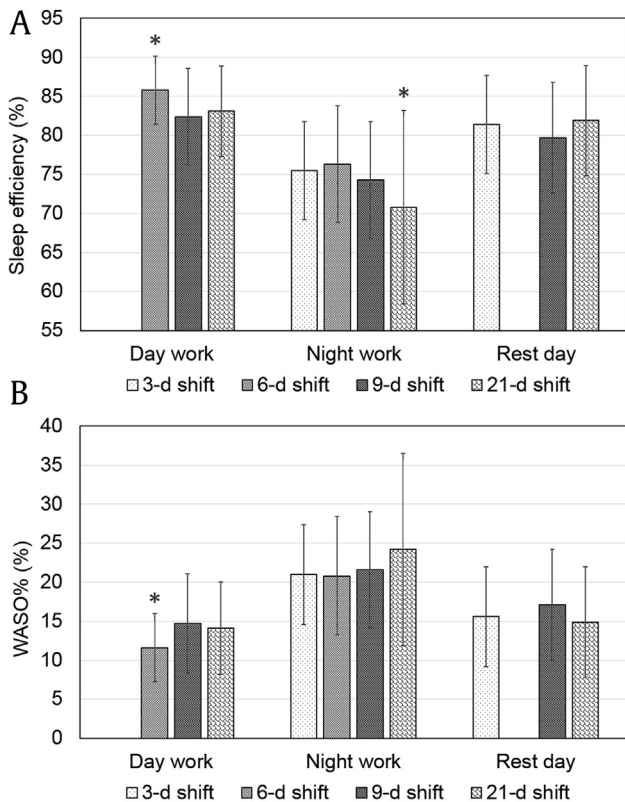 A
95
90
85
80
75
70
65
60
55
Sleep efficiency (%)
*
*
Day work Night work Rest day
3-d shift 6-d shift 9-d shift 21-d shift
B
40
35
30
25
20
15
10
5
0
WASO% (%)
*
Day work Night work Rest day
3-d shift 6-d shift 9-d shift 21-d shift